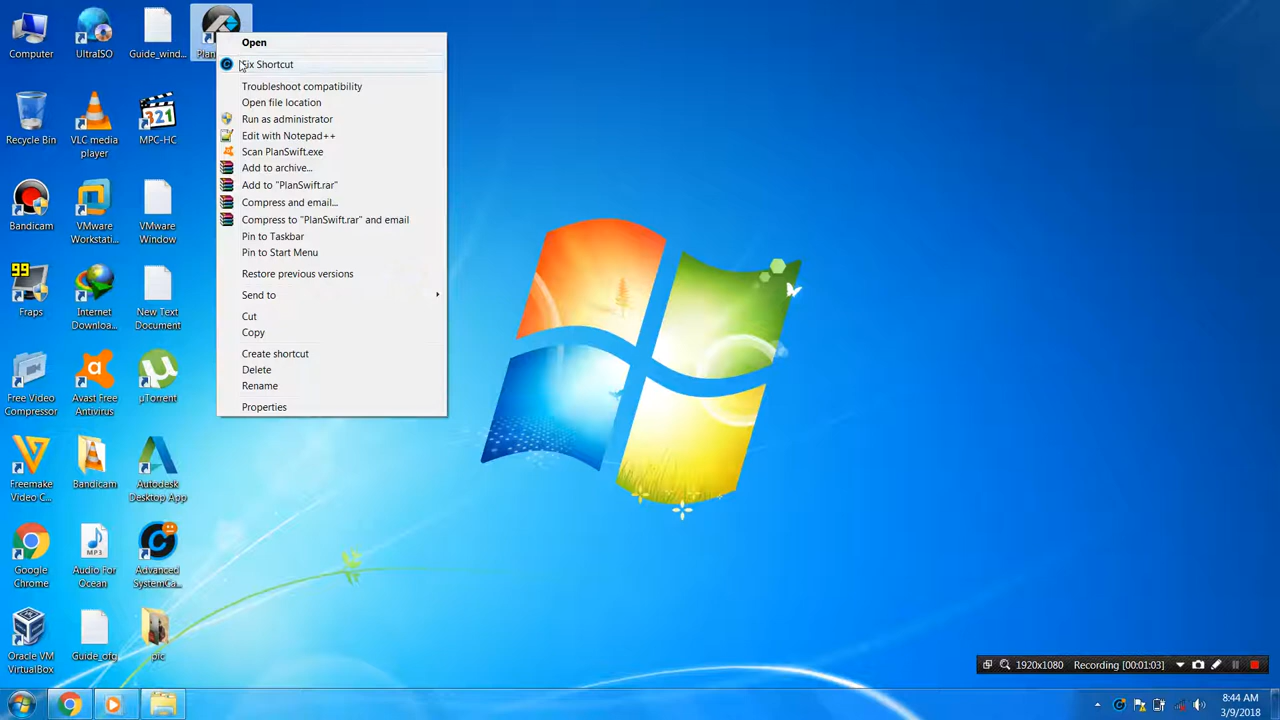 Computer
UltraISO
Guide_wind...
Open
Fix Shortcut
Troubleshoot compatibility
Open file location
Run as administrator
Edit with Notepad++
Scan PlanSwift.exe
Add to archive...
Add to "PlanSwift.rar"
Compress and email...
Compress to "PlanSwift.rar" and email
Pin to Taskbar
Pin to Start Menu
Restore previous versions
Send to
Cut
Copy
Create shortcut
Delete
Rename
Properties
Recycle Bin
VLC media
player
321
MPC-HC
Bandicam
VMware
Workstati...
VMware
Window
99
Fraps
Internet
Downloa...
New Text
Document
Free Video
Compressor
Avast Free
Antivirus
µTorrent
Freemake
Video C...
Bandicam
Autodesk
Desktop App
Google
Chrome
MP3
Audio For
Ocean
Advanced
SystemCa...
Oracle VM
VirtualBox
Guide_ofg
pic
1920x1080
Recording [00:01:03]
8:44 AM
3/9/2018